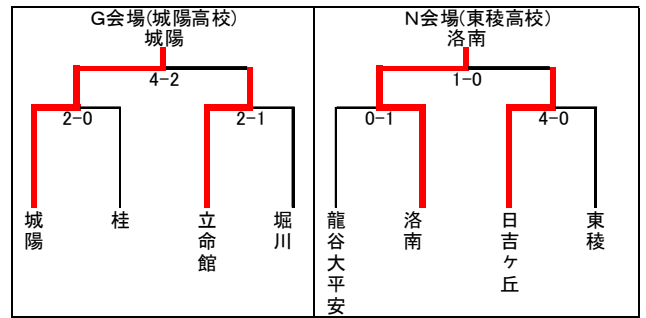 G会場(城陽高校)
城陽
4-2
2-0
2-1
城陽
桂
立命館
堀川
N会場(東稜高校)
洛南
1-0
0-1
4-0
龍谷大平安
洛南
日吉ケ丘
東稜